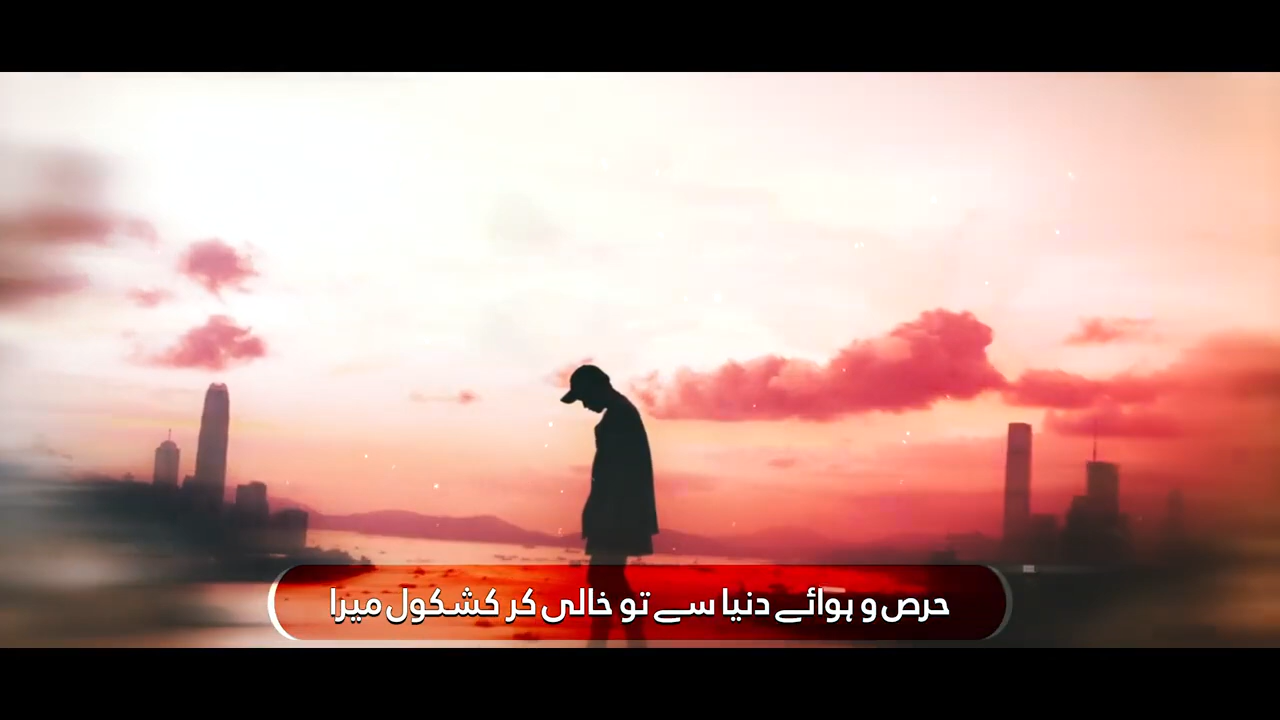 حرص و ہوائے دنیا سے تو خالی کر کشکول میرا